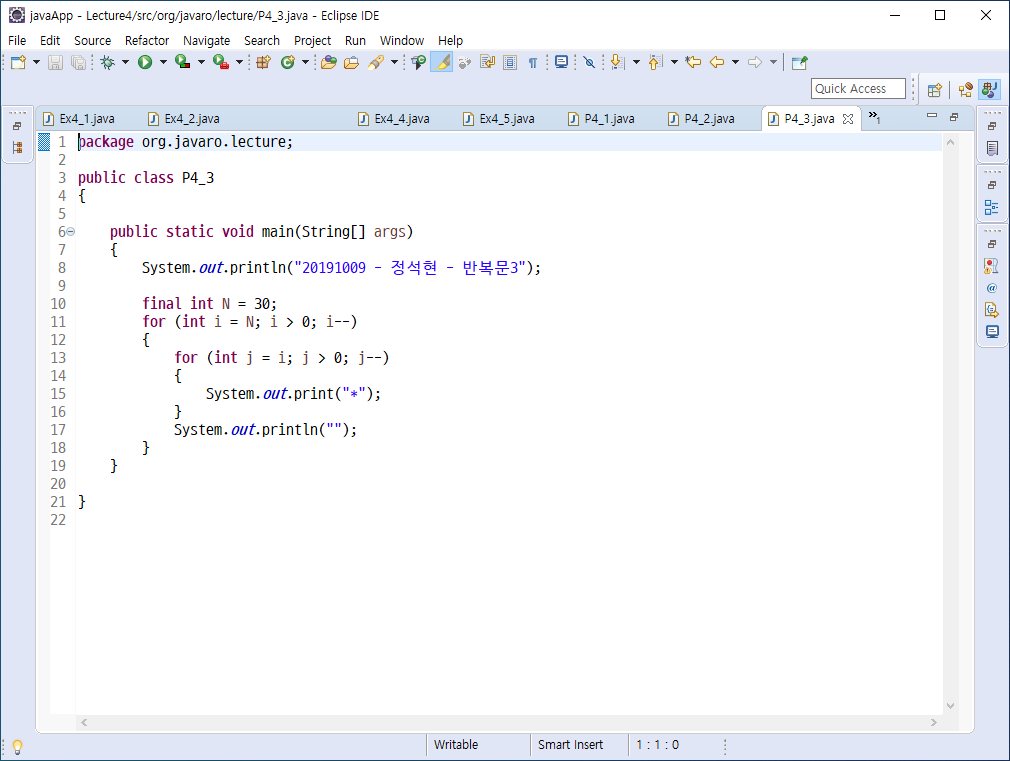 javaApp - Lecture4/src/org/javaro/lecture/P4_3.java - Eclipse IDE
File Edit Source Refactor Navigate Search Project Run Window Help
Quick Access
Ex4_1.java Ex4_2.java Ex4_4.java Ex4_5.java P4_1.java P4_2.java P4_3.java »1
1 package org.javaro.lecture;
2
3 public class P4_3
4 {
5
6 public static void main(String[] args)
7 {
8 System.out.println("20191009 - 정석현 - 반복문3");
9
10 final int N = 30;
11 for (int i = N; i > 0; i--)
12 {
13 for (int j = i; j > 0; j--)
14 {
15 System.out.print("*");
16 }
17 System.out.println("");
18 }
19 }
20
21 }
22
Writable Smart Insert 1 : 1 : 0